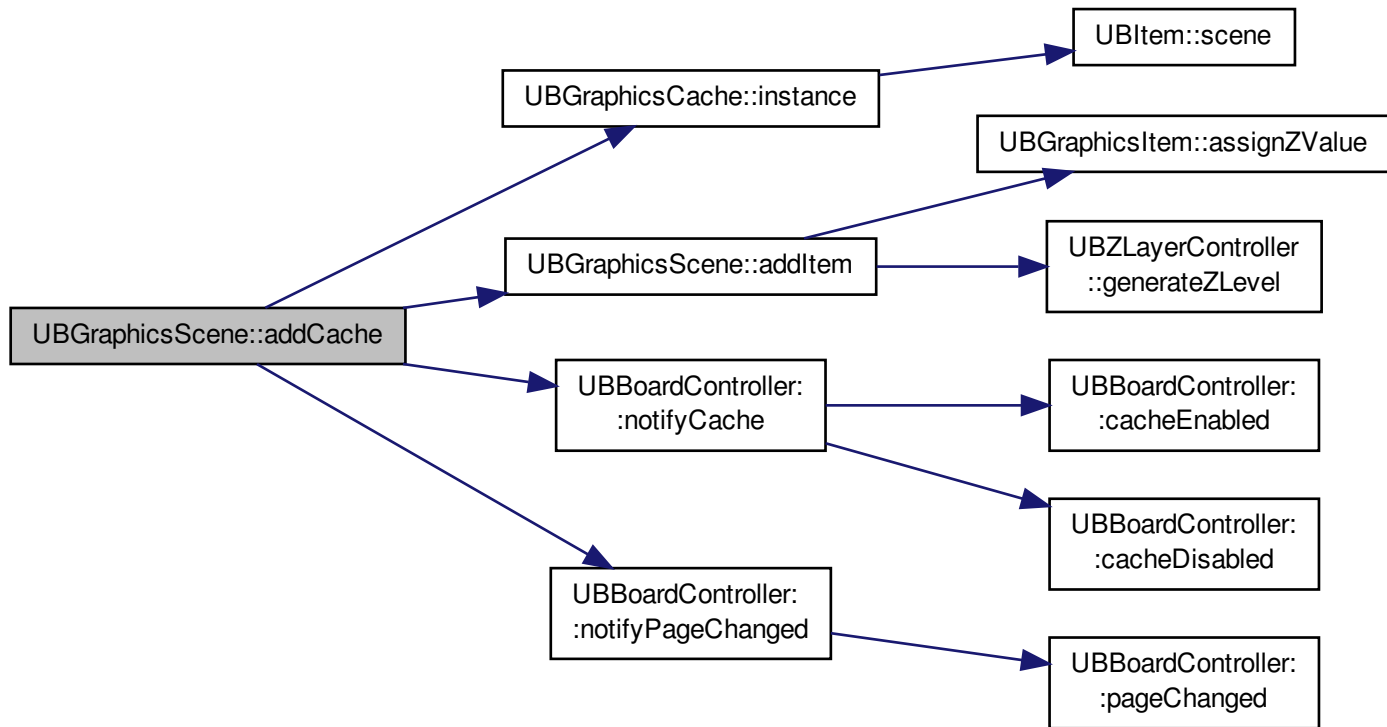 UBItem::scene
UBGraphicsCache::instance
UBGraphicsItem::assignZValue
UBGraphicsScene::addItem
UBZLayerController
::generateZLevel
UBGraphicsScene::addCache
UBBoardController:
:notifyCache
UBBoardController:
:cacheEnabled
UBBoardController:
:cacheDisabled
UBBoardController:
:notifyPageChanged
UBBoardController:
:pageChanged